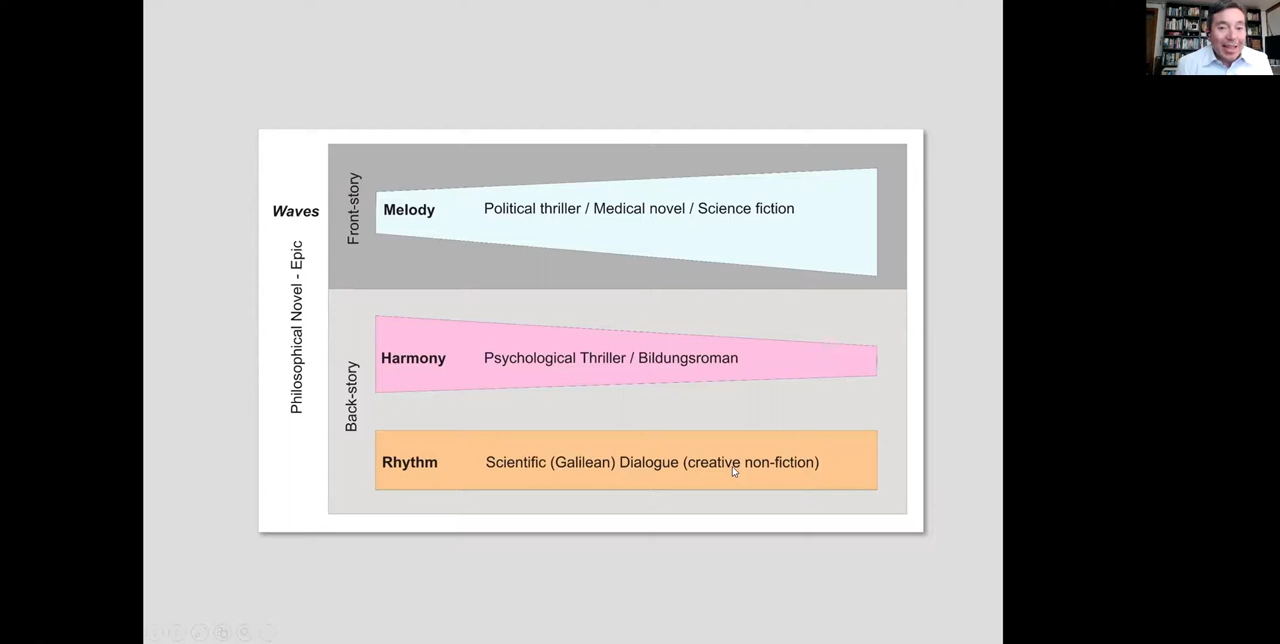 Waves
Philosophical Novel - Epic
Front-story
Melody
Political thriller / Medical novel / Science fiction
Back-story
Harmony
Psychological Thriller / Bildungsroman
Rhythm
Scientific (Galilean) Dialogue (creative non-fiction)